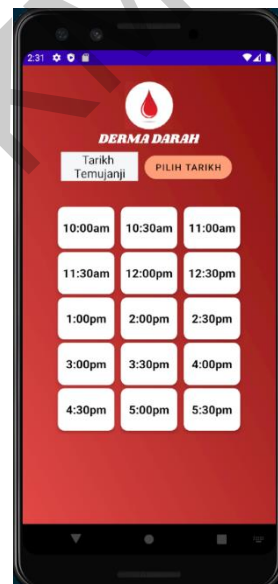 2:31
DERMA DARAH
Tarikh
Temujanji
PILIH TARIKH
10:00am 10:30am 11:00am
11:30am 12:00pm 12:30pm
1:00pm 2:00pm 2:30pm
3:00pm 3:30pm 4:00pm
4:30pm 5:00pm 5:30pm